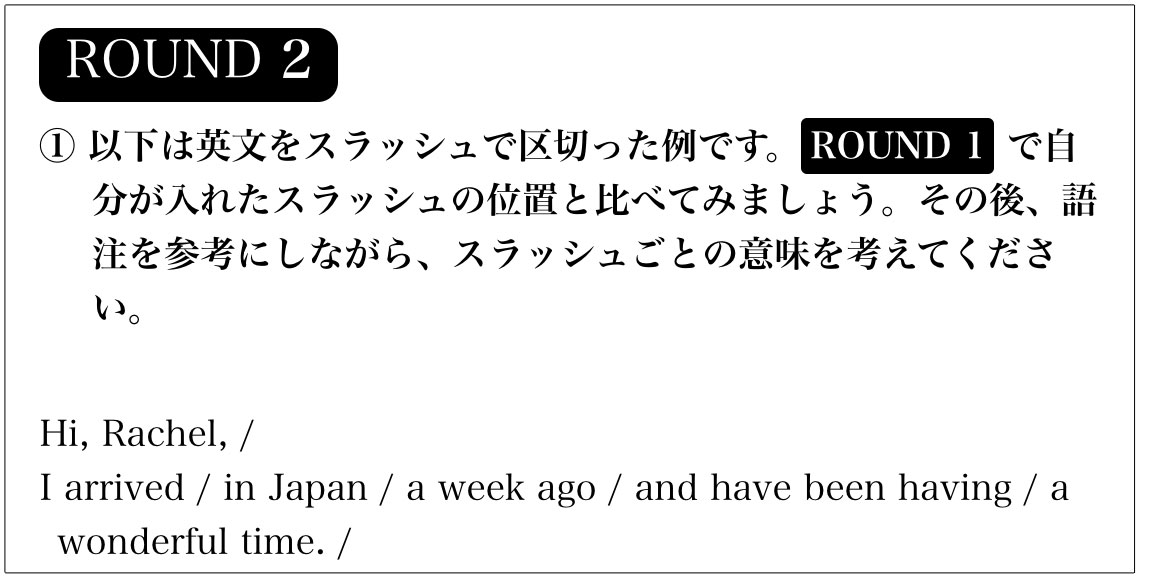 ROUND 2
① 以下は英文をスラッシュで区切った例です。ROUND 1 で自
分が入れたスラッシュの位置と比べてみましょう。その後、語
注を参考にしながら、スラッシュごとの意味を考えてくださ
い。
Hi, Rachel, /
I arrived / in Japan / a week ago / and have been having / a
wonderful time. /